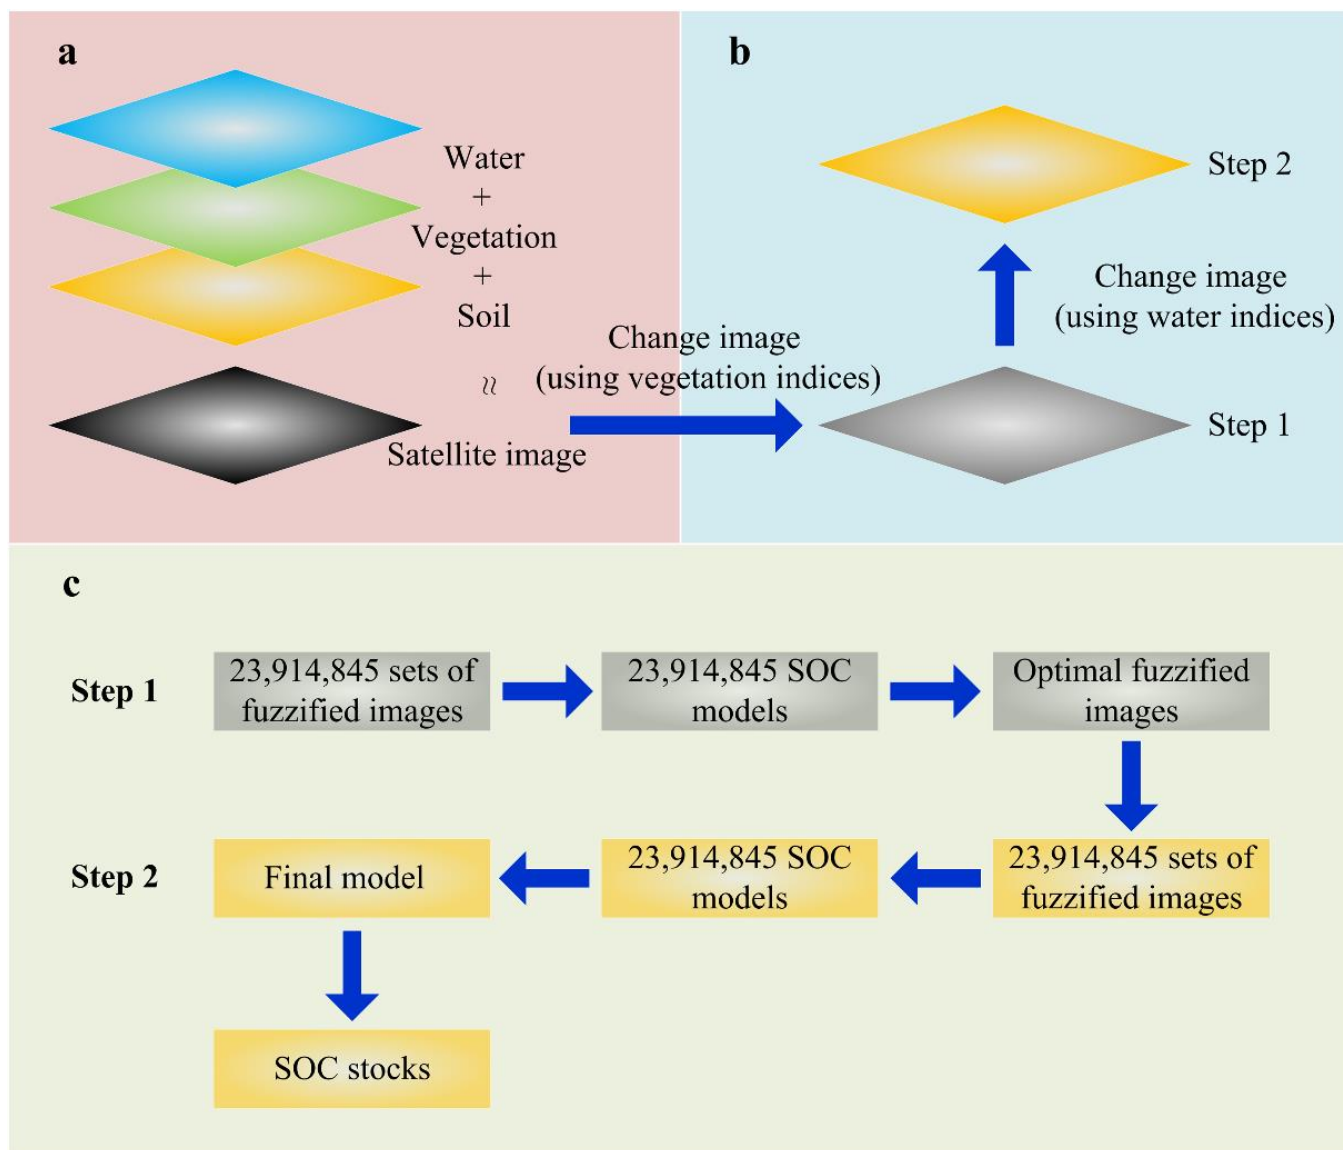 a
Water
+
Vegetation
+
Soil
≈
Satellite image
Change image
(using vegetation indices)
b
Step 2
Change image
(using water indices)
Step 1
c
Step 1
23,914,845 sets of
fuzzified images
23,914,845 SOC
models
Optimal fuzzified
images
Step 2
Final model
23,914,845 SOC
models
23,914,845 sets of
fuzzified images
SOC stocks